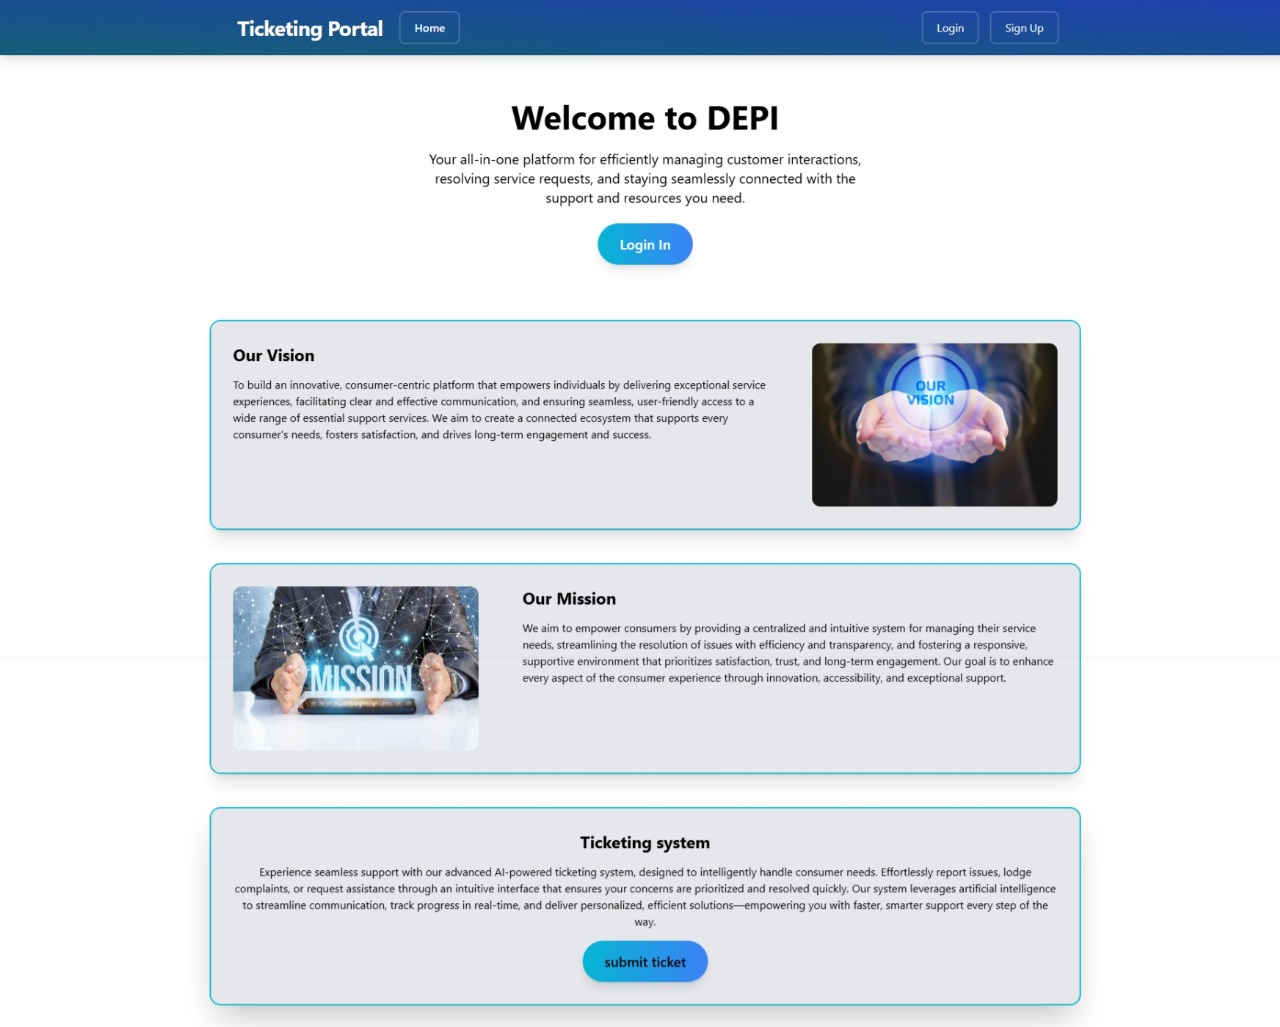 Ticketing Portal Home Login Sign Up
Welcome to DEPI
Your all-in-one platform for efficiently managing customer interactions,
resolving service requests, and staying seamlessly connected with the
support and resources you need.
Login In
Our Vision
To build an innovative, consumer-centric platform that empowers individuals by delivering exceptional service
experiences, facilitating clear and effective communication, and ensuring seamless, user-friendly access to a
wide range of essential support services. We aim to create a connected ecosystem that supports every
consumer's needs, fosters satisfaction, and drives long-term engagement and success.
OUR
VISION
MISSION
Our Mission
We aim to empower consumers by providing a centralized and intuitive system for managing their service
needs, streamlining the resolution of issues with efficiency and transparency, and fostering a responsive,
supportive environment that prioritizes satisfaction, trust, and long-term engagement. Our goal is to enhance
every aspect of the consumer experience through innovation, accessibility, and exceptional support.
Ticketing system
Experience seamless support with our advanced AI-powered ticketing system, designed to intelligently handle consumer needs. Effortlessly report issues, lodge
complaints, or request assistance through an intuitive interface that ensures your concerns are prioritized and resolved quickly. Our system leverages artificial intelligence
to streamline communication, track progress in real-time, and deliver personalized, efficient solutions—empowering you with faster, smarter support every step of the
way.
submit ticket